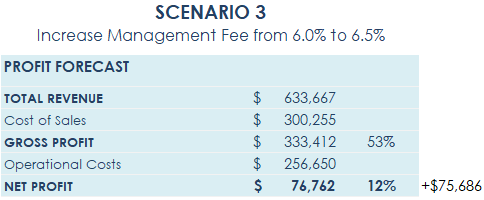 SCENARIO 3
Increase Management Fee from 6.0% to 6.5%
PROFIT FORECAST
TOTAL REVENUE $ 633,667
Cost of Sales $ 300,255
GROSS PROFIT $ 333,412 53%
Operational Costs $ 256,650
NET PROFIT $ 76,762 12% +$75,686